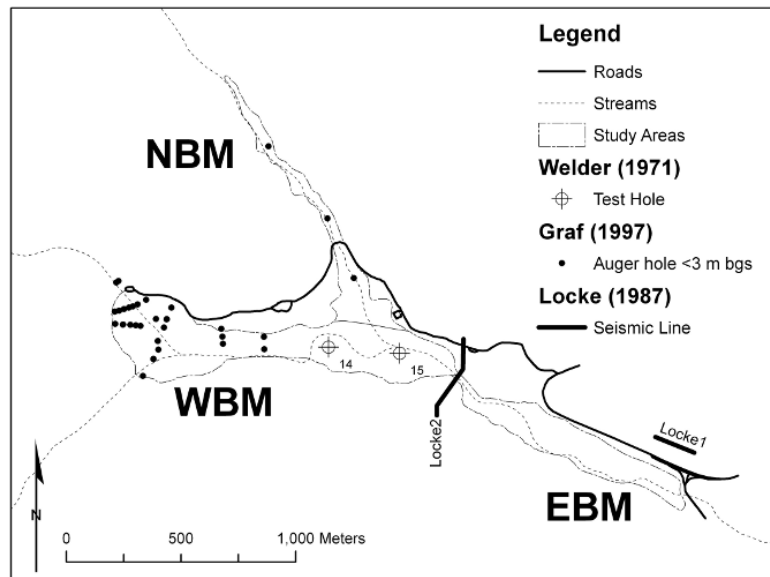 Legend
Roads
Streams
Study Areas
Welder (1971)
Test Hole
Graf (1997)
Auger hole <3 m bgs
Locke (1987)
Seismic Line
NBM
WBM
EBM
14
15
Locke2
Locke1
N
0
500
1,000 Meters